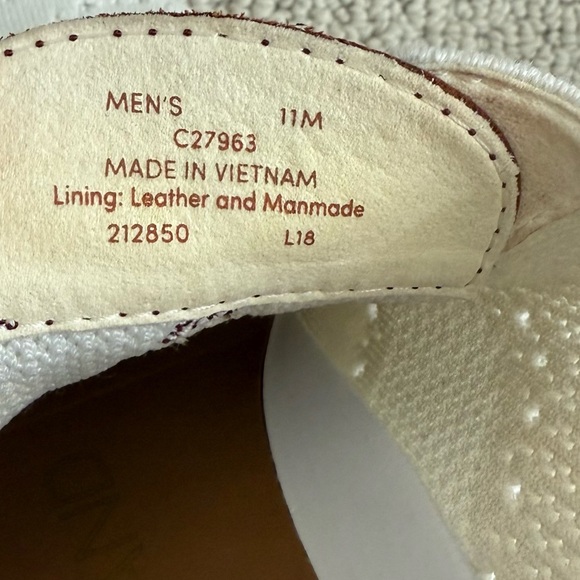 MEN'S 11M
C27963
MADE IN VIETNAM
Lining: Leather and Manmade
212850 L18